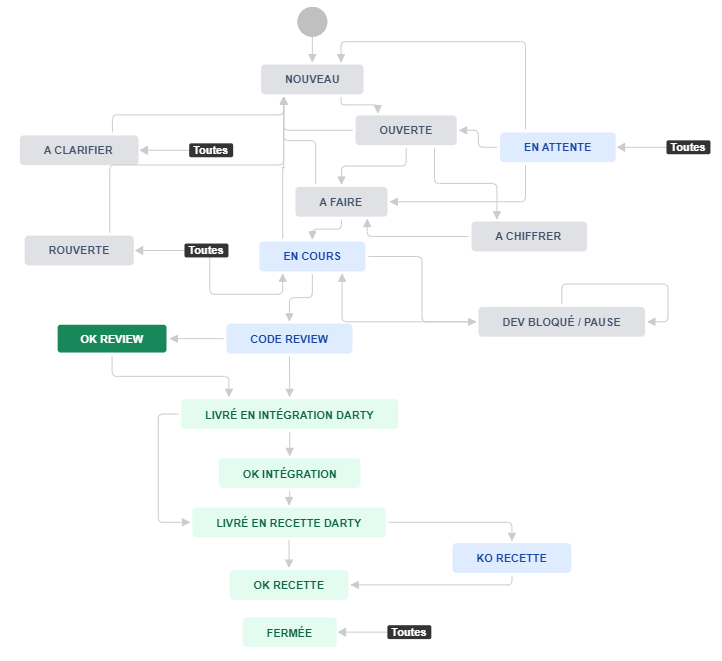 NOUVEAU
OUVERTE
A CLARIFIER
Toutes
EN ATTENTE
Toutes
A FAIRE
A CHIFFRER
ROUVERTE
Toutes
EN COURS
DEV BLOQUÉ / PAUSE
OK REVIEW
CODE REVIEW
LIVRÉ EN INTÉGRATION DARTY
OK INTÉGRATION
LIVRÉ EN RECETTE DARTY
KO RECETTE
OK RECETTE
FERMÉE
Toutes